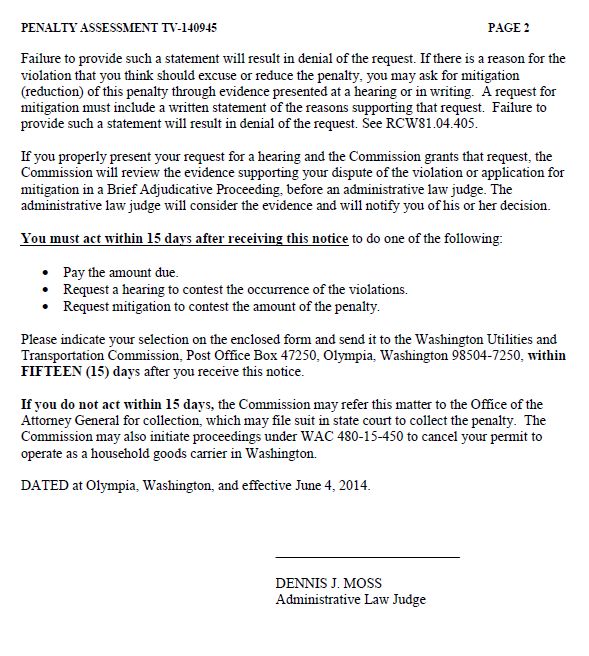 PENALTY ASSESSMENT TV-140945 PAGE 2
Failure to provide such a statement will result in denial of the request. If there is a reason for the
violation that you think should excuse or reduce the penalty, you may ask for mitigation
(reduction) of this penalty through evidence presented at a hearing or in writing. A request for
mitigation must include a written statement of the reasons supporting that request. Failure to
provide such a statement will result in denial of the request. See RCW81.04.405.
If you properly present your request for a hearing and the Commission grants that request, the
Commission will review the evidence supporting your dispute of the violation or application for
mitigation in a Brief Adjudicative Proceeding, before an administrative law judge. The
administrative law judge will consider the evidence and will notify you of his or her decision.
You must act within 15 days after receiving this notice to do one of the following:
• Pay the amount due.
• Request a hearing to contest the occurrence of the violations.
• Request mitigation to contest the amount of the penalty.
Please indicate your selection on the enclosed form and send it to the Washington Utilities and
Transportation Commission, Post Office Box 47250, Olympia, Washington 98504-7250, within
FIFTEEN (15) days after you receive this notice.
If you do not act within 15 days, the Commission may refer this matter to the Office of the
Attorney General for collection, which may file suit in state court to collect the penalty. The
Commission may also initiate proceedings under WAC 480-15-450 to cancel your permit to
operate as a household goods carrier in Washington.
DATED at Olympia, Washington, and effective June 4, 2014.
DENNIS J. MOSS
Administrative Law Judge